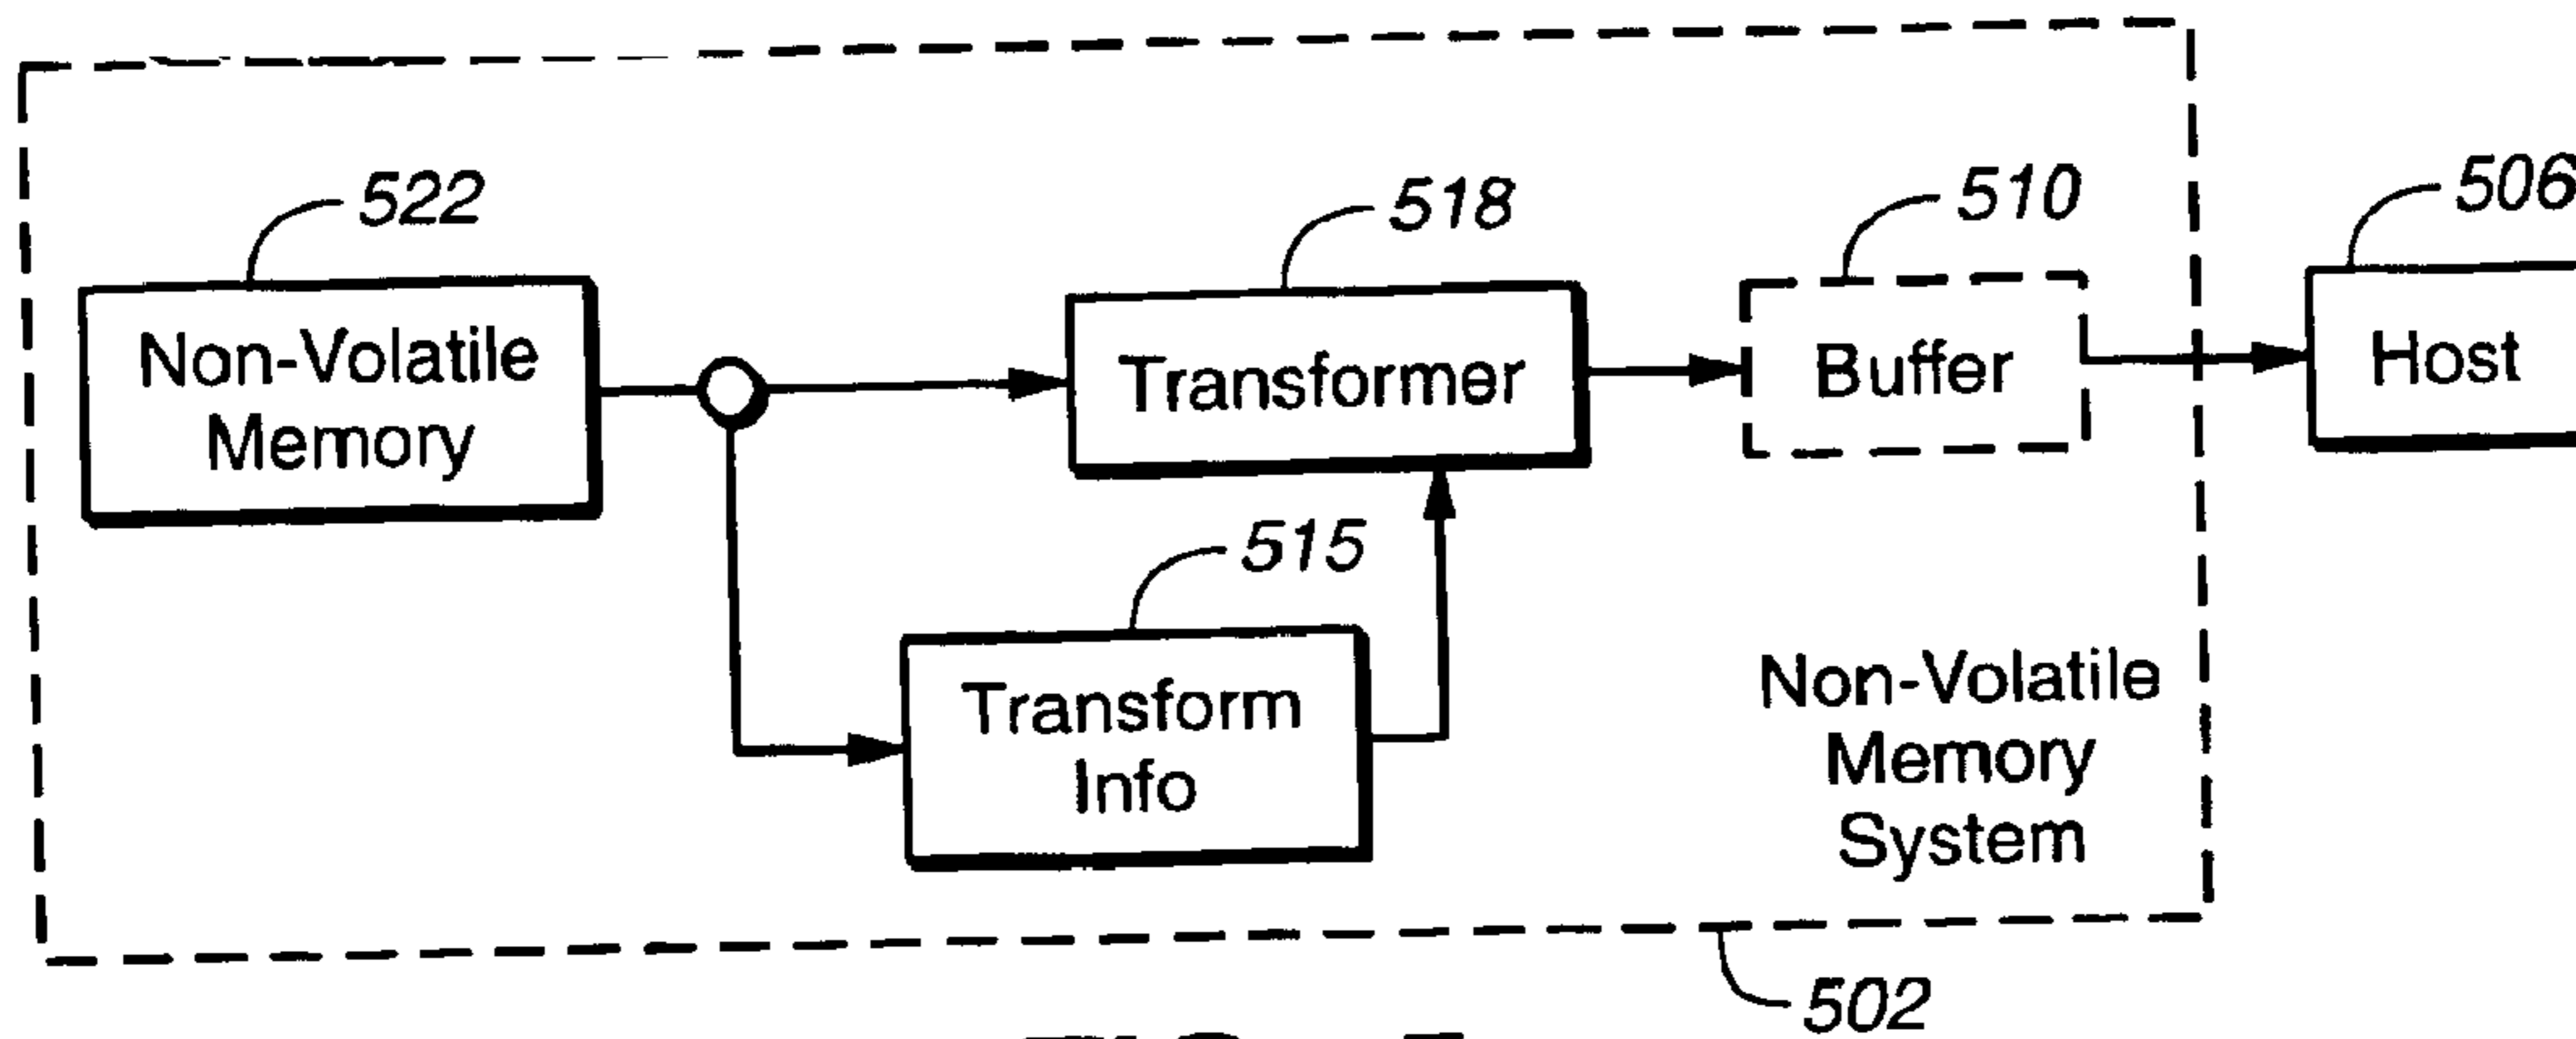 522
518
510
506
Non-Volatile
Memory
Transformer
Buffer
Host
515
Transform
Info
Non-Volatile
Memory
System
502